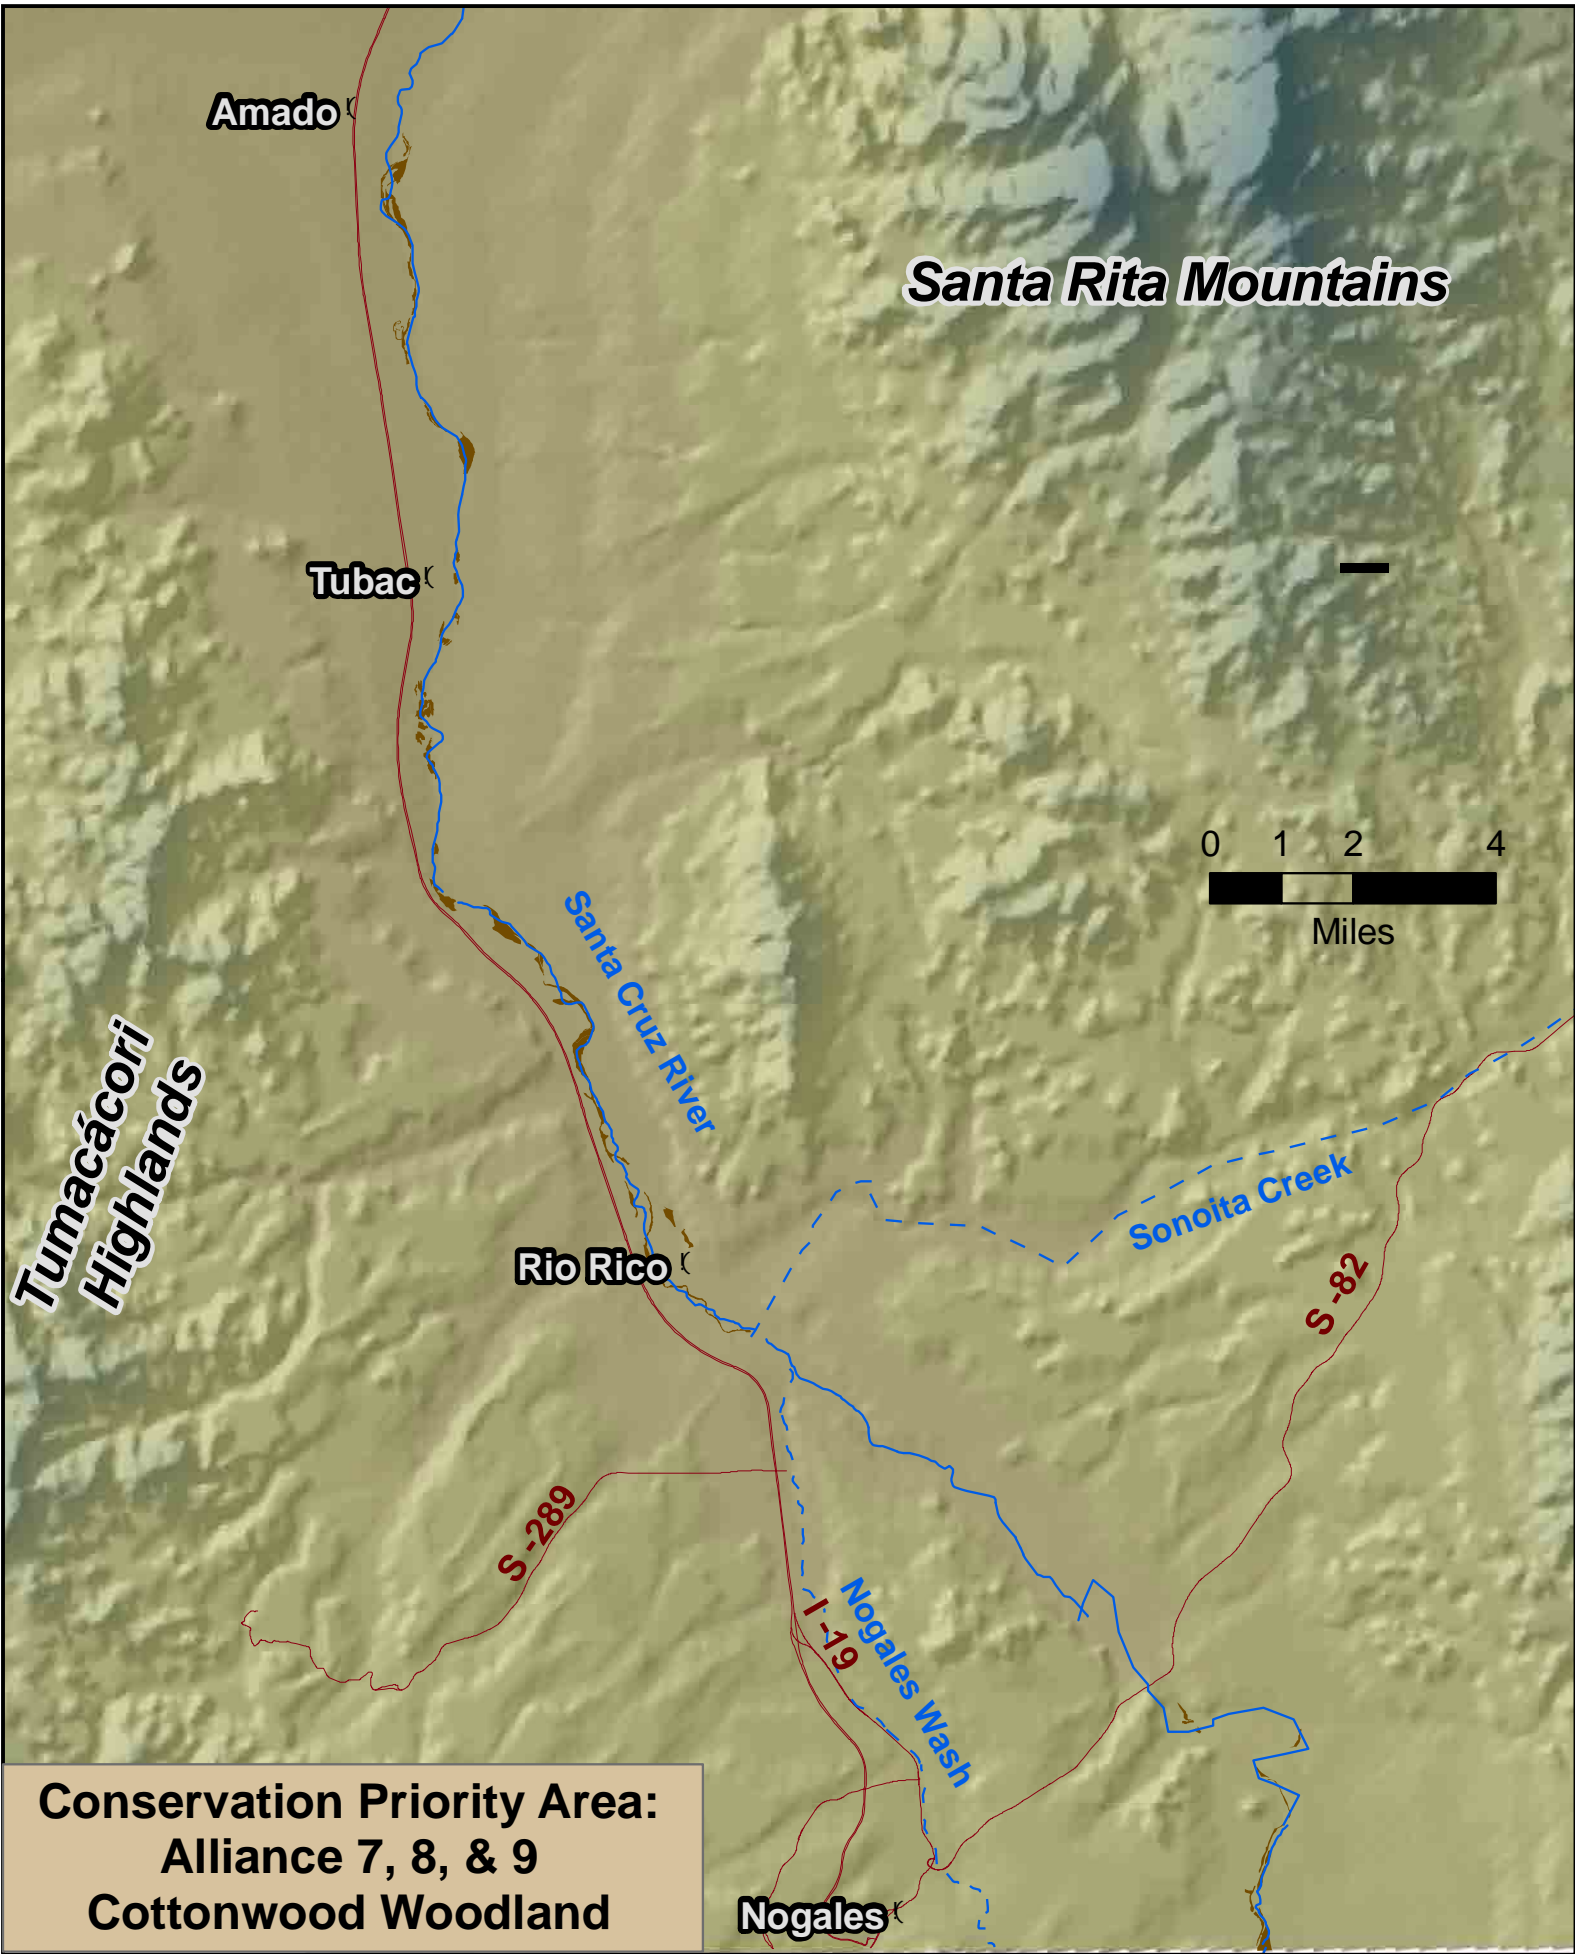 Amado
Santa Rita Mountains
Tubac
0 1 2 4
Miles
Santa Cruz River
Tumacácori
Highlands
Sonoita Creek
Rio Rico
S -82
S -289
I -19
Nogales Wash
Conservation Priority Area:
Alliance 7, 8, & 9
Cottonwood Woodland
Nogales